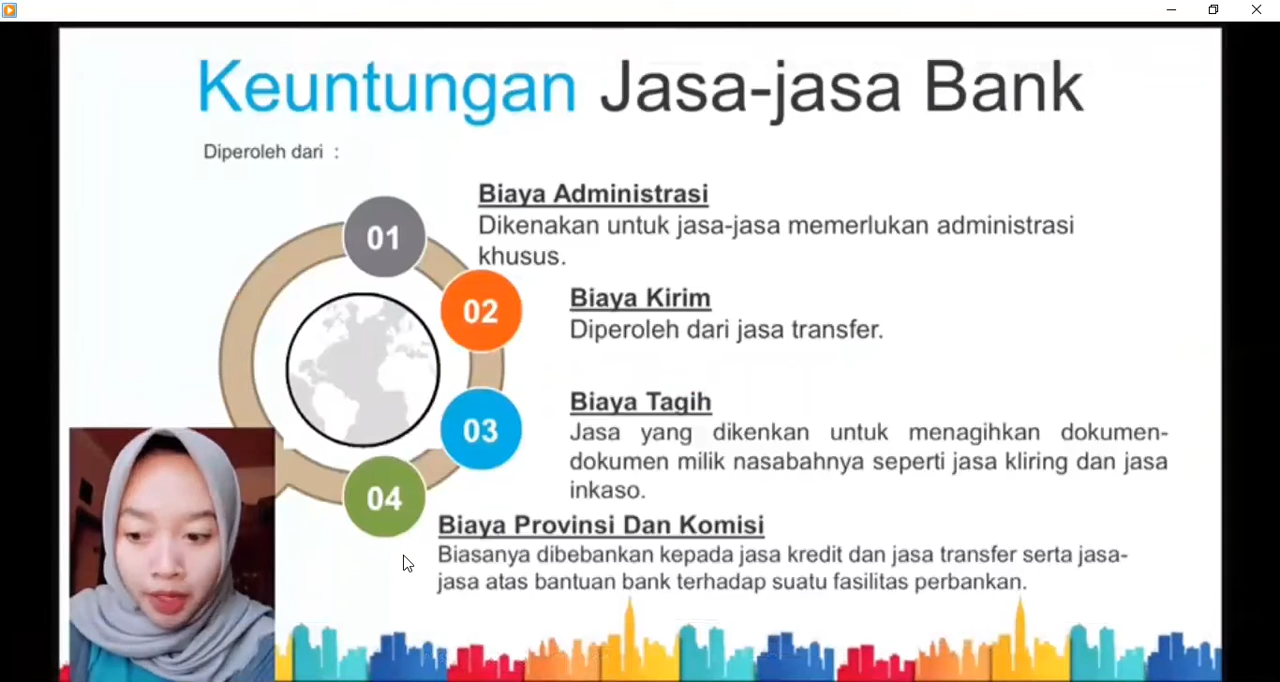 Keuntungan Jasa-jasa Bank
Diperoleh dari :
01
Biaya Administrasi
Dikenakan untuk jasa-jasa memerlukan administrasi
khusus.
02
Biaya Kirim
Diperoleh dari jasa transfer.
03
Biaya Tagih
Jasa yang dikenkan untuk menagihkan dokumen-
dokumen milik nasabahnya seperti jasa kliring dan jasa
inkaso.
04
Biaya Provinsi Dan Komisi
Biasanya dibebankan kepada jasa kredit dan jasa transfer serta jasa-
jasa atas bantuan bank terhadap suatu fasilitas perbankan.